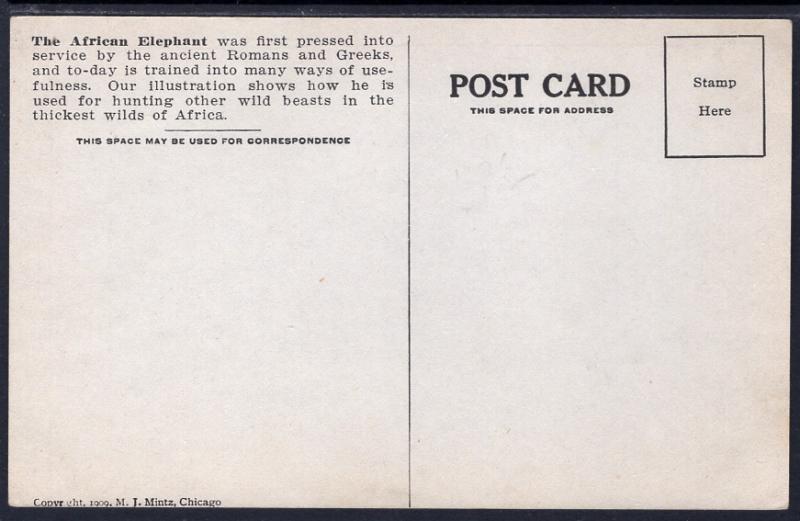 The African Elephant was first pressed into
service by the ancient Romans and Greeks,
and to-day is trained into many ways of use-
fulness. Our illustration shows how he is
used for hunting other wild beasts in the
thickest wilds of Africa.
THIS SPACE MAY BE USED FOR CORRESPONDENCE
POST CARD
THIS SPACE FOR ADDRESS
Stamp
Here
Copyright, 1909, M. J. Mintz, Chicago